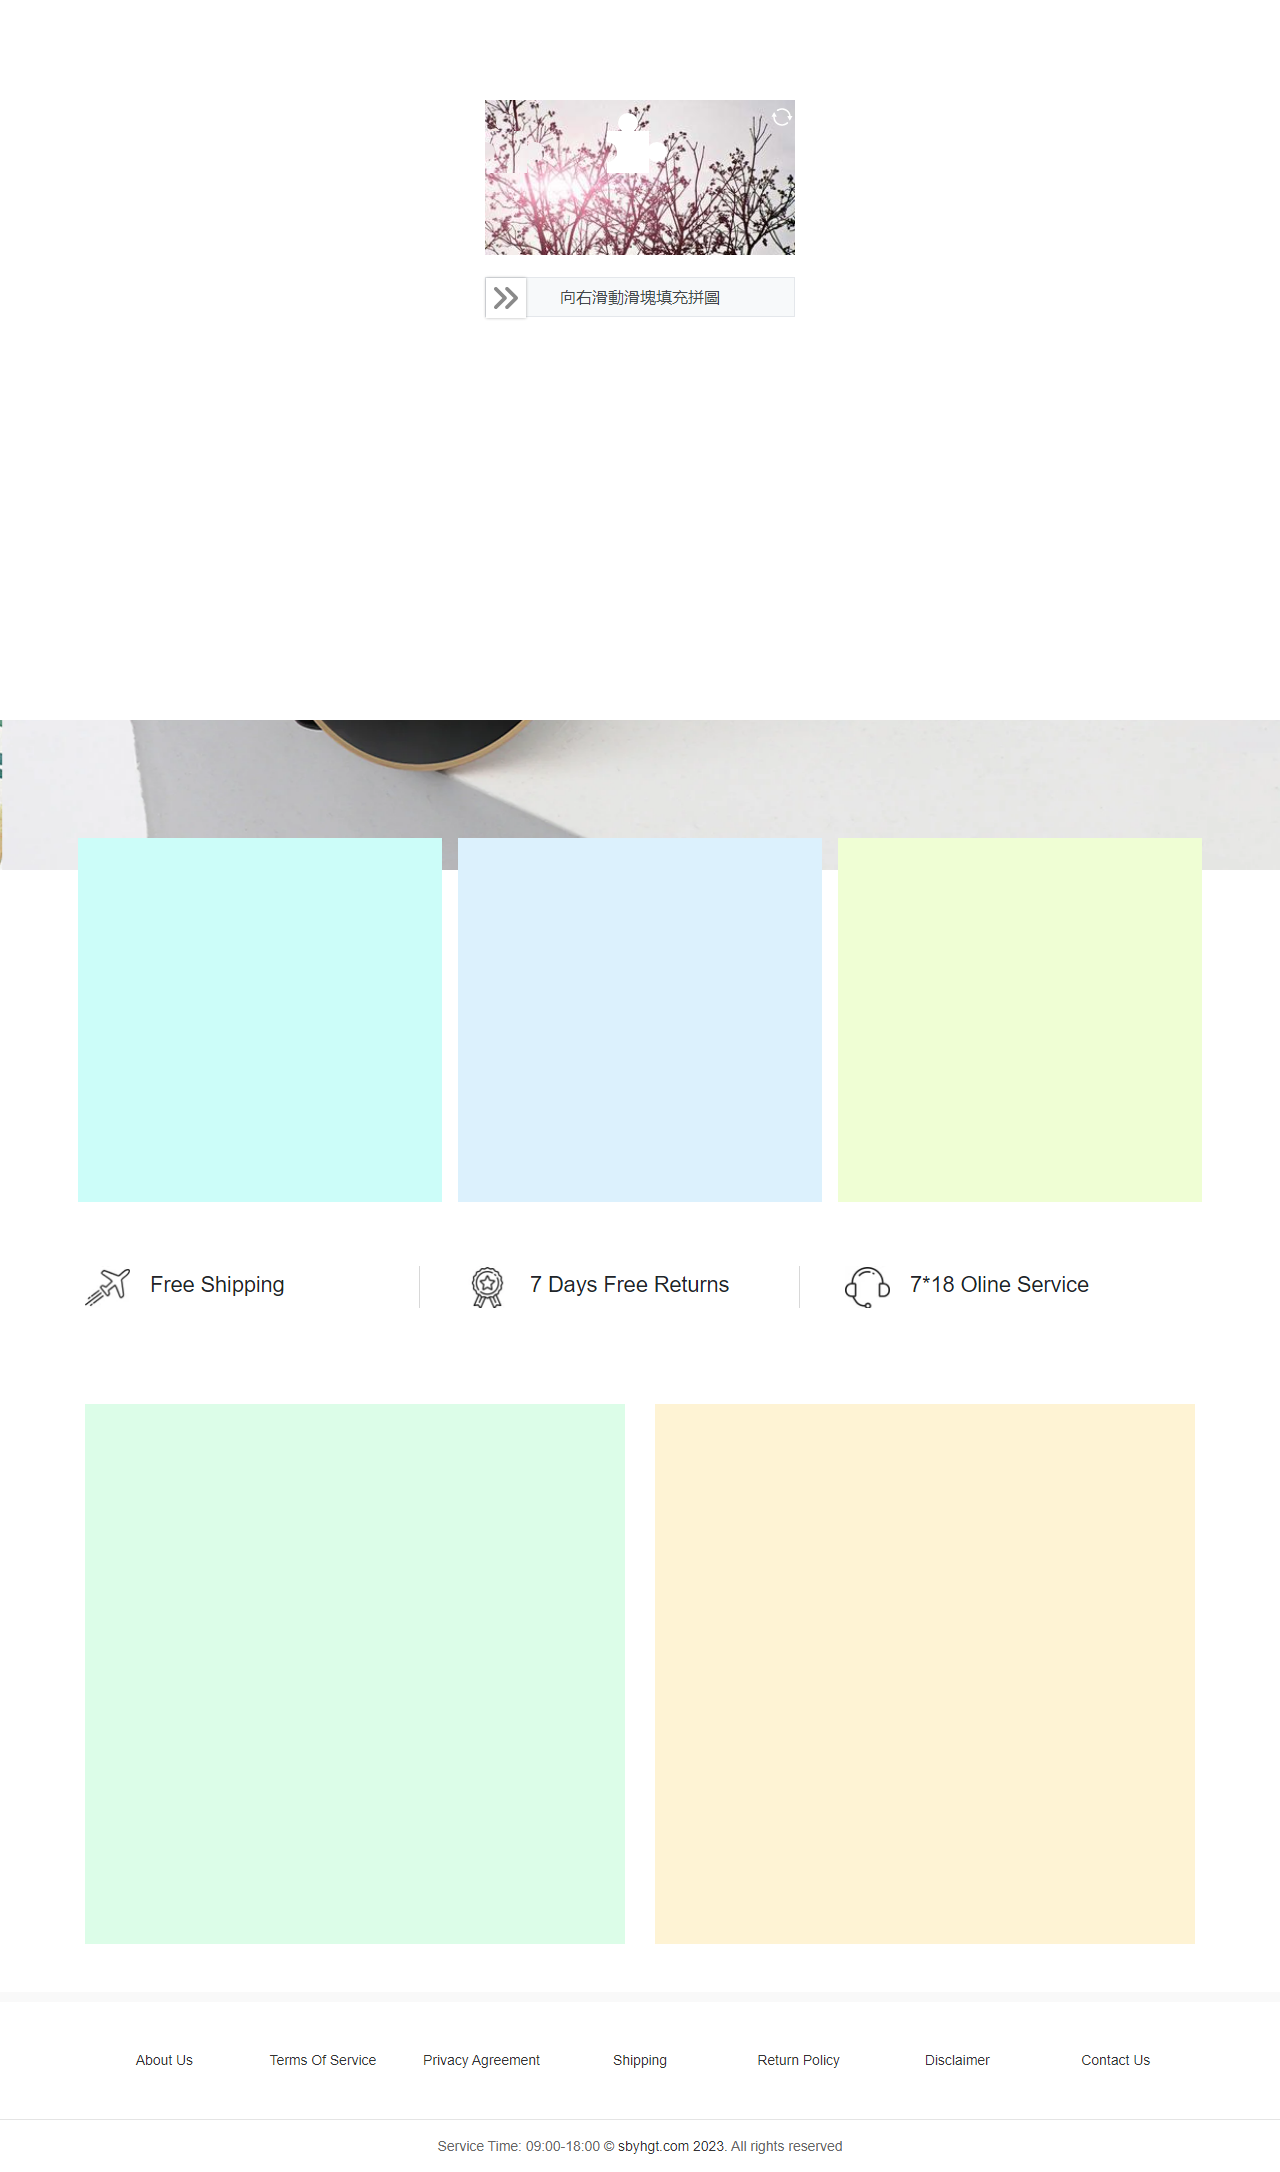 向右滑動滑塊填充拼圖
Free Shipping
7 Days Free Returns
7*18 Oline Service
About Us
Terms Of Service
Privacy Agreement
Shipping
Return Policy
Disclaimer
Contact Us
Service Time: 09:00-18:00 © sbyhgt.com 2023. All rights reserved